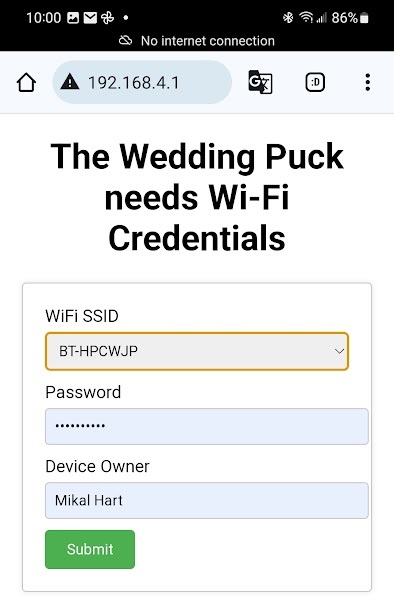 10:00 86%
No internet connection
192.168.4.1 G :D
The Wedding Puck
needs Wi-Fi
Credentials
WiFi SSID
BT-HPCWJP
Password
••••••••••
Device Owner
Mikal Hart
Submit